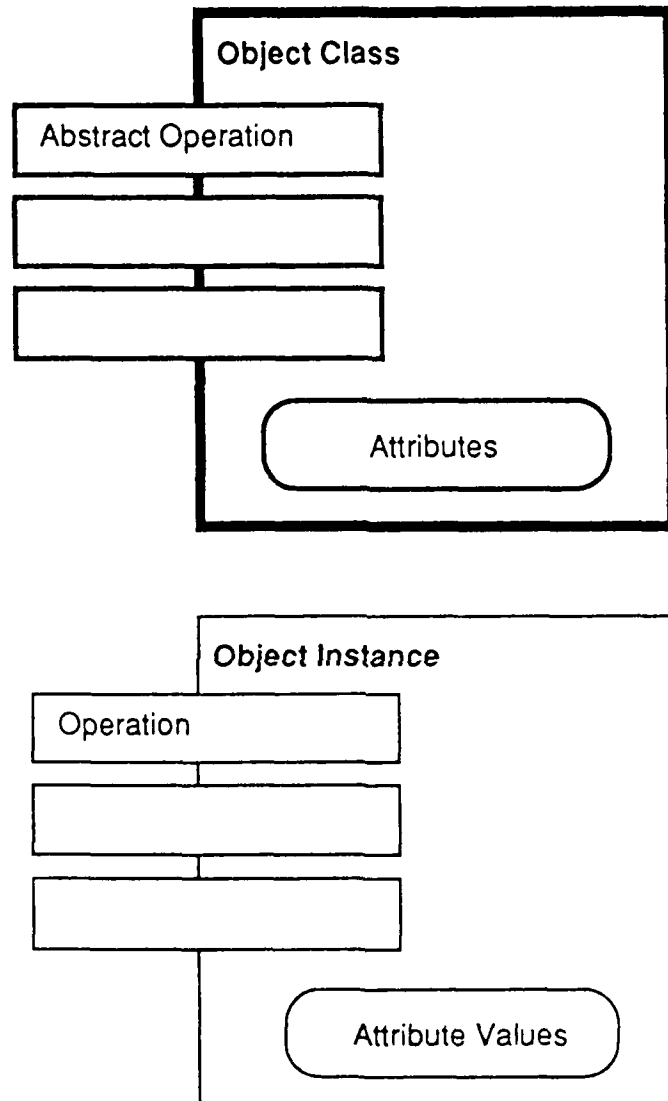 Object Class
Abstract Operation
Attributes
Object Instance
Operation
Attribute Values